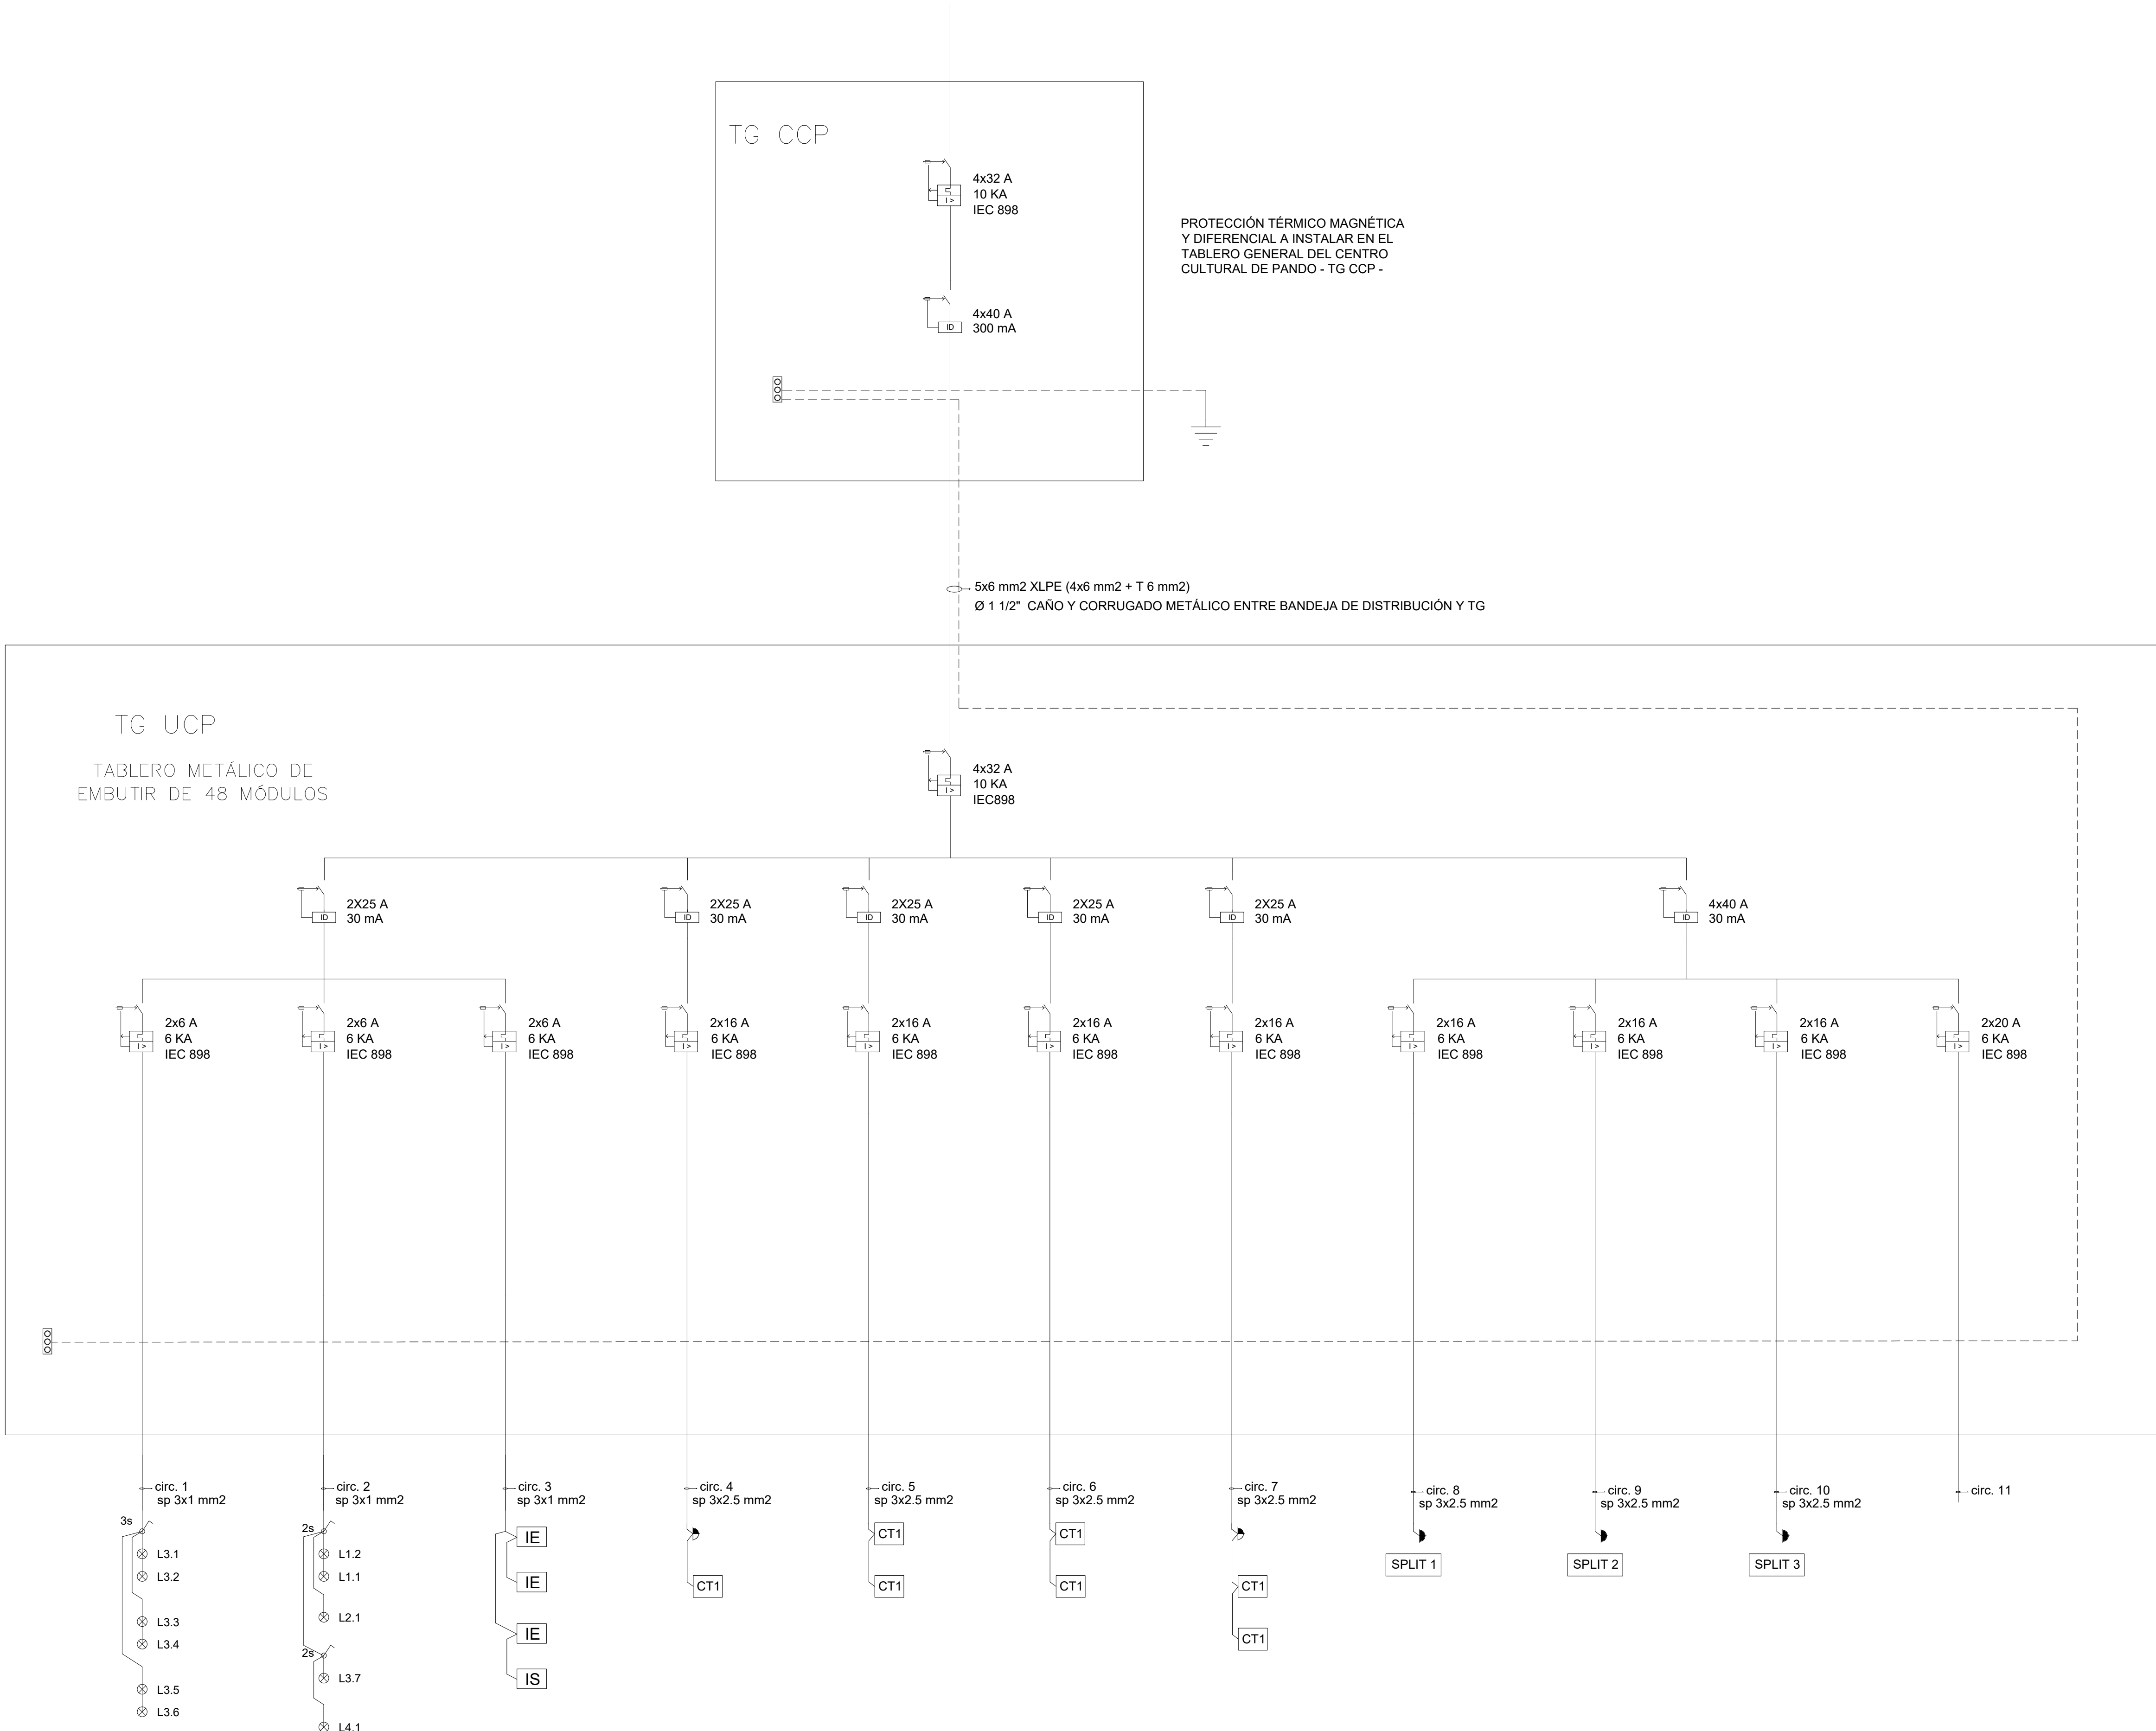 TG CCP
4x32 A
10 KA
IEC 898
I >
PROTECCIÓN TÉRMICO MAGNÉTICA
Y DIFERENCIAL A INSTALAR EN EL
TABLERO GENERAL DEL CENTRO
CULTURAL DE PANDO - TG CCP -
4x40 A
300 mA
ID
5x6 mm2 XLPE (4x6 mm2 + T 6 mm2)
Ø 1 1/2" CAÑO Y CORRUGADO METÁLICO ENTRE BANDEJA DE DISTRIBUCIÓN Y TG
TG UCP
TABLERO METÁLICO DE
EMBUTIR DE 48 MÓDULOS
4x32 A
10 KA
IEC898
I >
ID
2X25 A
30 mA
ID
2X25 A
30 mA
ID
2X25 A
30 mA
ID
2X25 A
30 mA
ID
2X25 A
30 mA
ID
4x40 A
30 mA
I >
2x6 A
6 KA
IEC 898
I >
2x6 A
6 KA
IEC 898
I >
2x6 A
6 KA
IEC 898
I >
2x16 A
6 KA
IEC 898
I >
2x16 A
6 KA
IEC 898
I >
2x16 A
6 KA
IEC 898
I >
2x16 A
6 KA
IEC 898
I >
2x16 A
6 KA
IEC 898
I >
2x16 A
6 KA
IEC 898
I >
2x16 A
6 KA
IEC 898
I >
2x20 A
6 KA
IEC 898
circ. 1
sp 3x1 mm2
3s
L3.1
L3.2
L3.3
L3.4
L3.5
L3.6
circ. 2
sp 3x1 mm2
2s
L1.2
L1.1
L2.1
2s
L3.7
L4.1
circ. 3
sp 3x1 mm2
IE
IE
IE
IS
circ. 4
sp 3x2.5 mm2
CT1
circ. 5
sp 3x2.5 mm2
CT1
CT1
circ. 6
sp 3x2.5 mm2
CT1
CT1
circ. 7
sp 3x2.5 mm2
CT1
CT1
circ. 8
sp 3x2.5 mm2
SPLIT 1
circ. 9
sp 3x2.5 mm2
SPLIT 2
circ. 10
sp 3x2.5 mm2
SPLIT 3
circ. 11